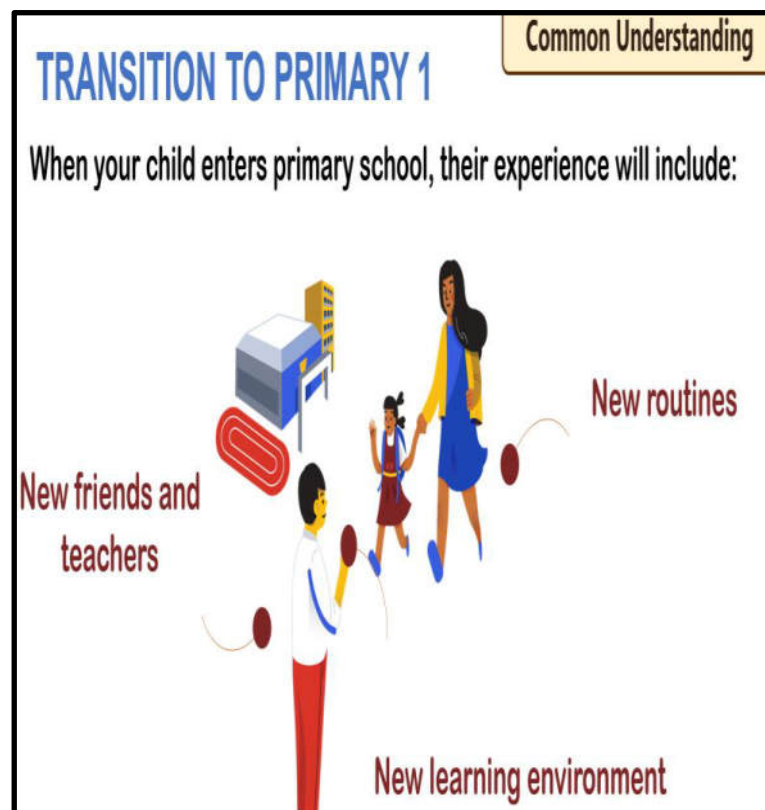 Common Understanding
TRANSITION TO PRIMARY 1
When your child enters primary school, their experience will include:
New routines
New friends and
teachers
New learning environment